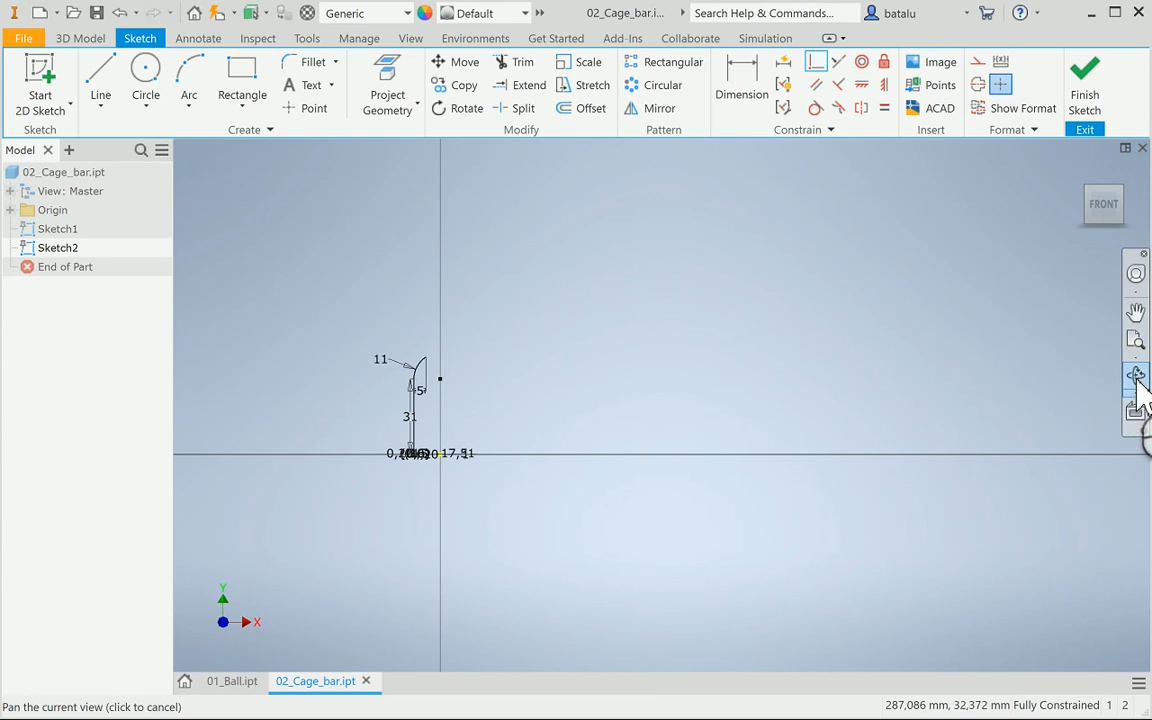 Generic
Default
02_Cage_bar.i...
Search Help & Commands...
batalu
File
3D Model
Sketch
Annotate
Inspect
Tools
Manage
View
Environments
Get Started
Add-Ins
Collaborate
Simulation
Start
2D Sketch
Line
Circle
Arc
Rectangle
Fillet
Text
Point
Project
Geometry
Move
Copy
Rotate
Trim
Extend
Split
Scale
Stretch
Offset
Rectangular
Circular
Mirror
Dimension
Image
Points
ACAD
Show Format
Finish
Sketch
Sketch
Create
Modify
Pattern
Constrain
Insert
Format
Exit
Model
02_Cage_bar.ipt
View: Master
Origin
Sketch1
Sketch2
End of Part
FRONT
11
5
31
17,51
Y
X
01_Ball.ipt
02_Cage_bar.ipt
Pan the current view (click to cancel)
287,086 mm, 32,372 mm Fully Constrained 1 2